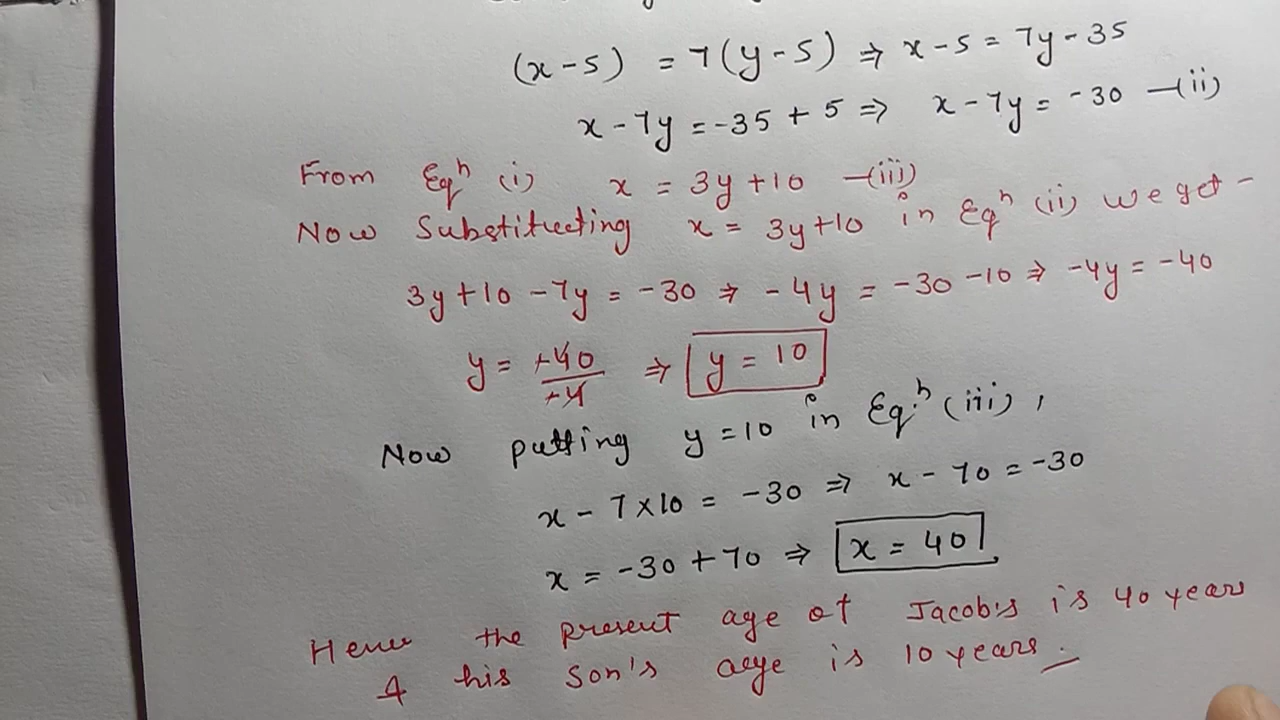 (x-5) = 7(y-5) ⇒ x-5 = 7y-35
x-7y = -35 + 5 ⇒ x-7y = -30 —(ii)
From Eqⁿ (i) x = 3y+10 —(iii)
Now Substituting x = 3y+10 in Eqⁿ (ii) we get -
3y+10 -7y = -30 ⇒ -4y = -30 -10 ⇒ -4y = -40
y = +40/+4 ⇒ y = 10
Now putting y = 10 in Eqⁿ (iii),
x - 7×10 = -30 ⇒ x - 70 = -30
x = -30 + 70 ⇒ x = 40
Hence the present age of Jacob's is 40 years
& his Son's age is 10 years.